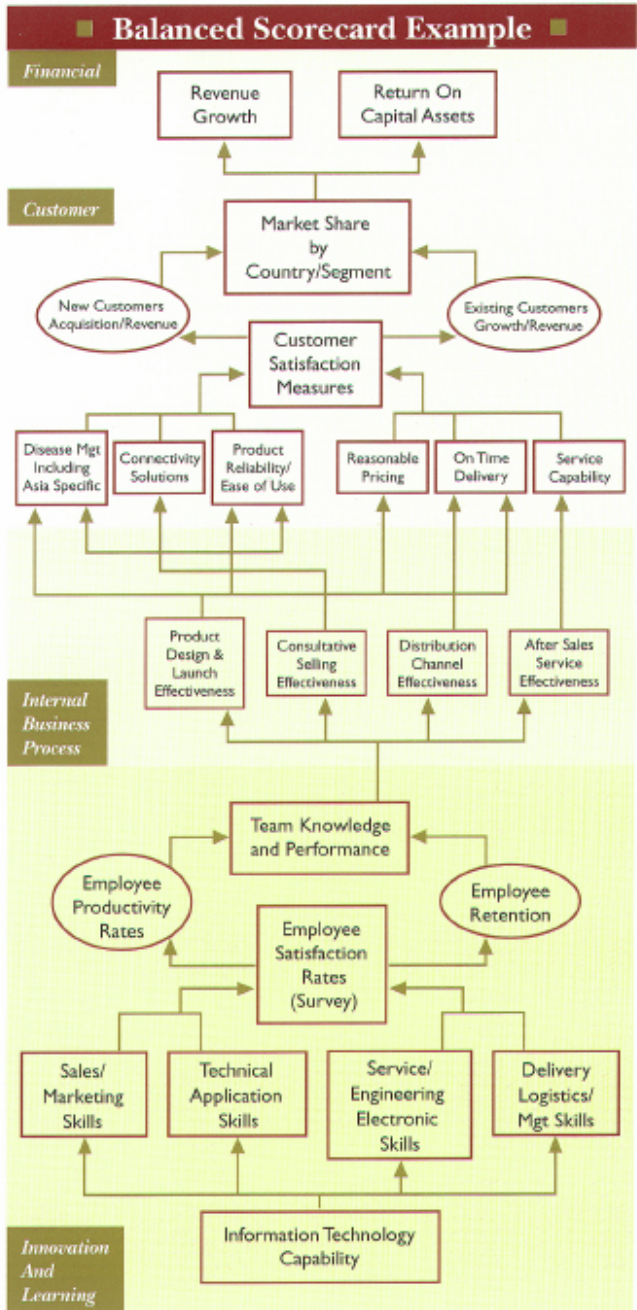 Balanced Scorecard Example
Financial
Revenue
Growth
Return On
Capital Assets
Customer
Market Share
by
Country/Segment
New Customers
Acquisition/Revenue
Existing Customers
Growth/Revenue
Customer
Satisfaction
Measures
Disease Mgt
Including
Asia Specific
Connectivity
Solutions
Product
Reliability/
Ease of Use
Reasonable
Pricing
On Time
Delivery
Service
Capability
Product
Design &
Launch
Effectiveness
Consultative
Selling
Effectiveness
Distribution
Channel
Effectiveness
After Sales
Service
Effectiveness
Internal
Business
Process
Team Knowledge
and Performance
Employee
Productivity
Rates
Employee
Retention
Employee
Satisfaction
Rates
(Survey)
Sales/
Marketing
Skills
Technical
Application
Skills
Service/
Engineering
Electronic
Skills
Delivery
Logistics/
Mgt Skills
Information Technology
Capability
Innovation
And
Learning